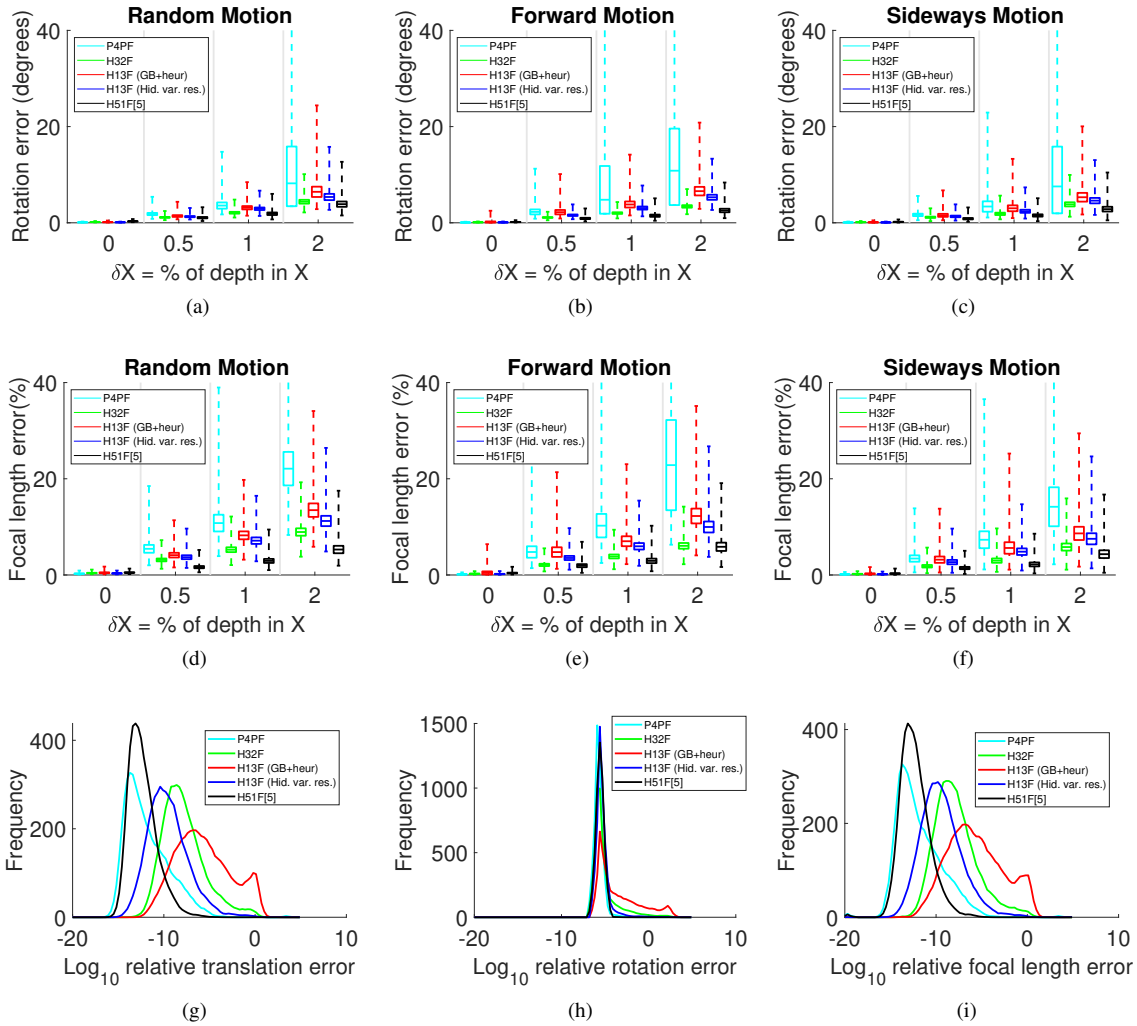 Random Motion
Rotation error (degrees)
40
20
0
P4PF
H32F
H13F (GB+heur)
H13F (Hid. var. res.)
H51F[5]
0 0.5 1 2
δX = % of depth in X
(a)
Forward Motion
Rotation error (degrees)
40
20
0
P4PF
H32F
H13F (GB+heur)
H13F (Hid. var. res.)
H51F[5]
0 0.5 1 2
δX = % of depth in X
(b)
Sideways Motion
Rotation error (degrees)
40
20
0
P4PF
H32F
H13F (GB+heur)
H13F (Hid. var. res.)
H51F[5]
0 0.5 1 2
δX = % of depth in X
(c)
Random Motion
Focal length error(%)
40
20
0
P4PF
H32F
H13F (GB+heur)
H13F (Hid. var. res.)
H51F[5]
0 0.5 1 2
δX = % of depth in X
(d)
Forward Motion
Focal length error(%)
40
20
0
P4PF
H32F
H13F (GB+heur)
H13F (Hid. var. res.)
H51F[5]
0 0.5 1 2
δX = % of depth in X
(e)
Sideways Motion
Focal length error(%)
40
20
0
P4PF
H32F
H13F (GB+heur)
H13F (Hid. var. res.)
H51F[5]
0 0.5 1 2
δX = % of depth in X
(f)
Frequency
400
200
0
P4PF
H32F
H13F (GB+heur)
H13F (Hid. var. res.)
H51F[5]
-20 -10 0 10
Log10 relative translation error
(g)
Frequency
1500
1000
500
0
P4PF
H32F
H13F (GB+heur)
H13F (Hid. var. res.)
H51F[5]
-20 -10 0 10
Log10 relative rotation error
(h)
Frequency
400
200
0
P4PF
H32F
H13F (GB+heur)
H13F (Hid. var. res.)
H51F[5]
-20 -10 0 10
Log10 relative focal length error
(i)